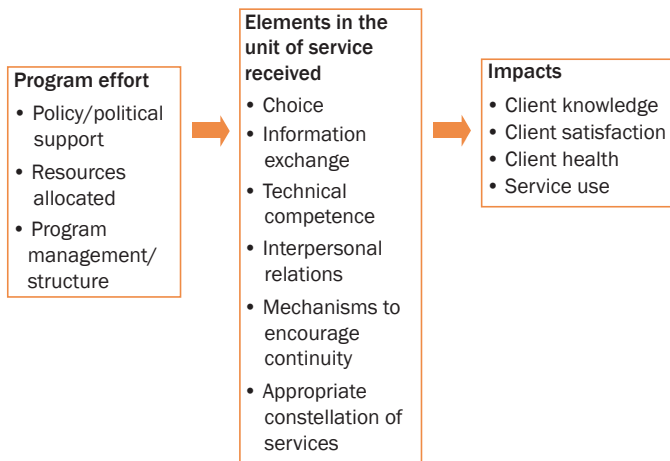 Program effort
• Policy/political
support
• Resources
allocated
• Program
management/
structure
Elements in the
unit of service
received
• Choice
• Information
exchange
• Technical
competence
• Interpersonal
relations
• Mechanisms to
encourage
continuity
• Appropriate
constellation of
services
Impacts
• Client knowledge
• Client satisfaction
• Client health
• Service use